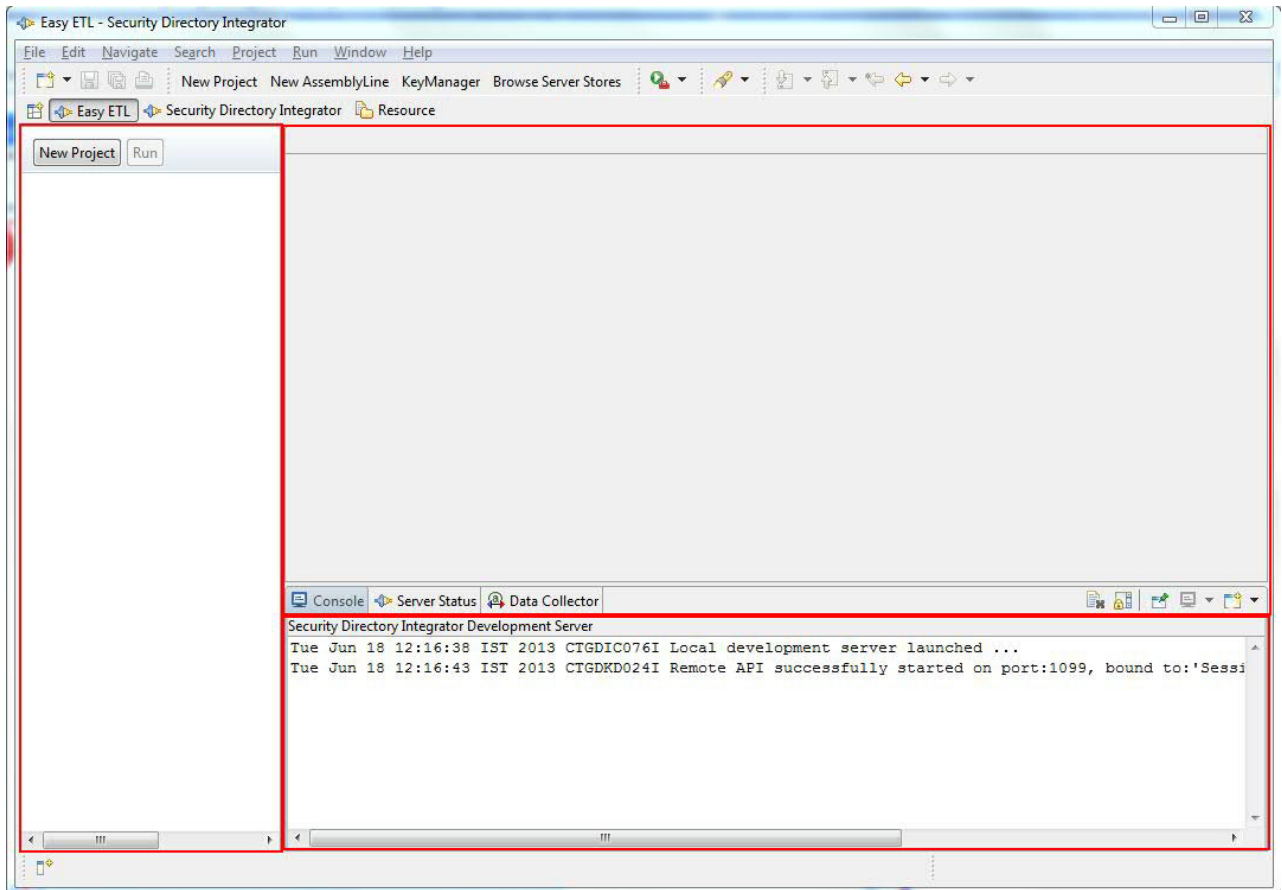 Easy ETL - Security Directory Integrator
File Edit Navigate Search Project Run Window Help
New Project New AssemblyLine KeyManager Browse Server Stores
Easy ETL Security Directory Integrator Resource
New Project Run
Console Server Status Data Collector
Security Directory Integrator Development Server
Tue Jun 18 12:16:38 IST 2013 CTGDIC076I Local development server launched ...
Tue Jun 18 12:16:43 IST 2013 CTGDKD024I Remote API successfully started on port:1099, bound to:'Sessi